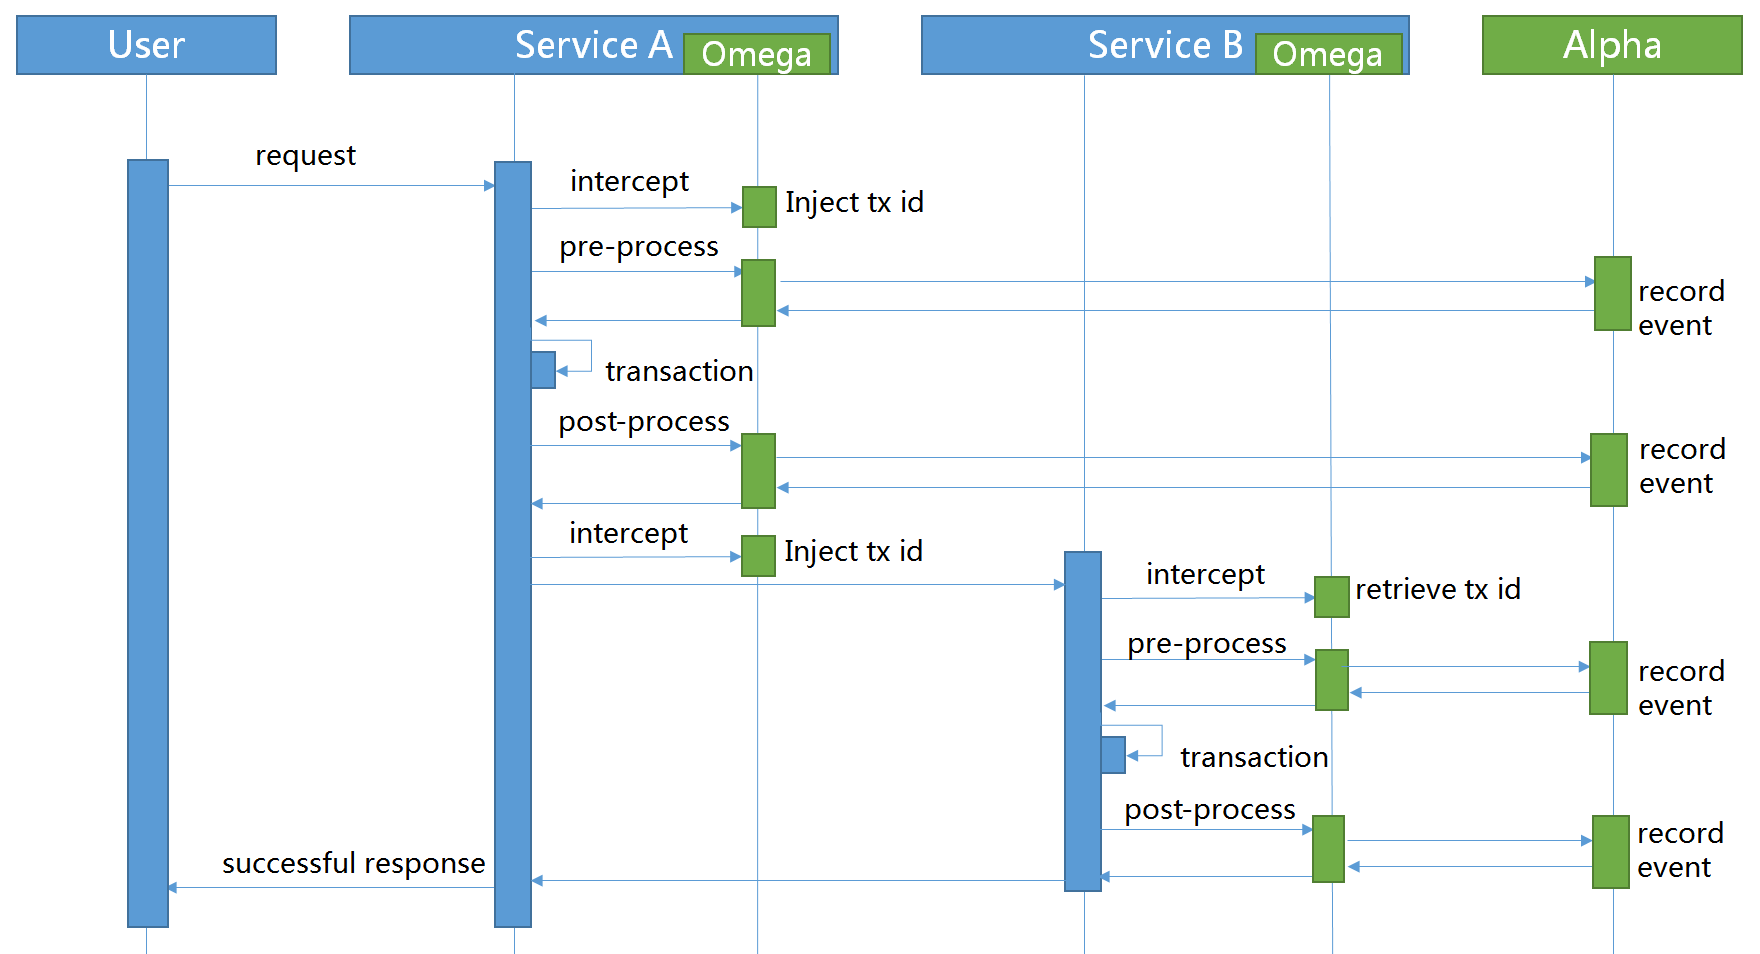 User
Service A
Omega
Service B
Omega
Alpha
request
intercept
Inject tx id
pre-process
record
event
transaction
post-process
record
event
intercept
Inject tx id
intercept
retrieve tx id
pre-process
record
event
transaction
post-process
record
event
successful response